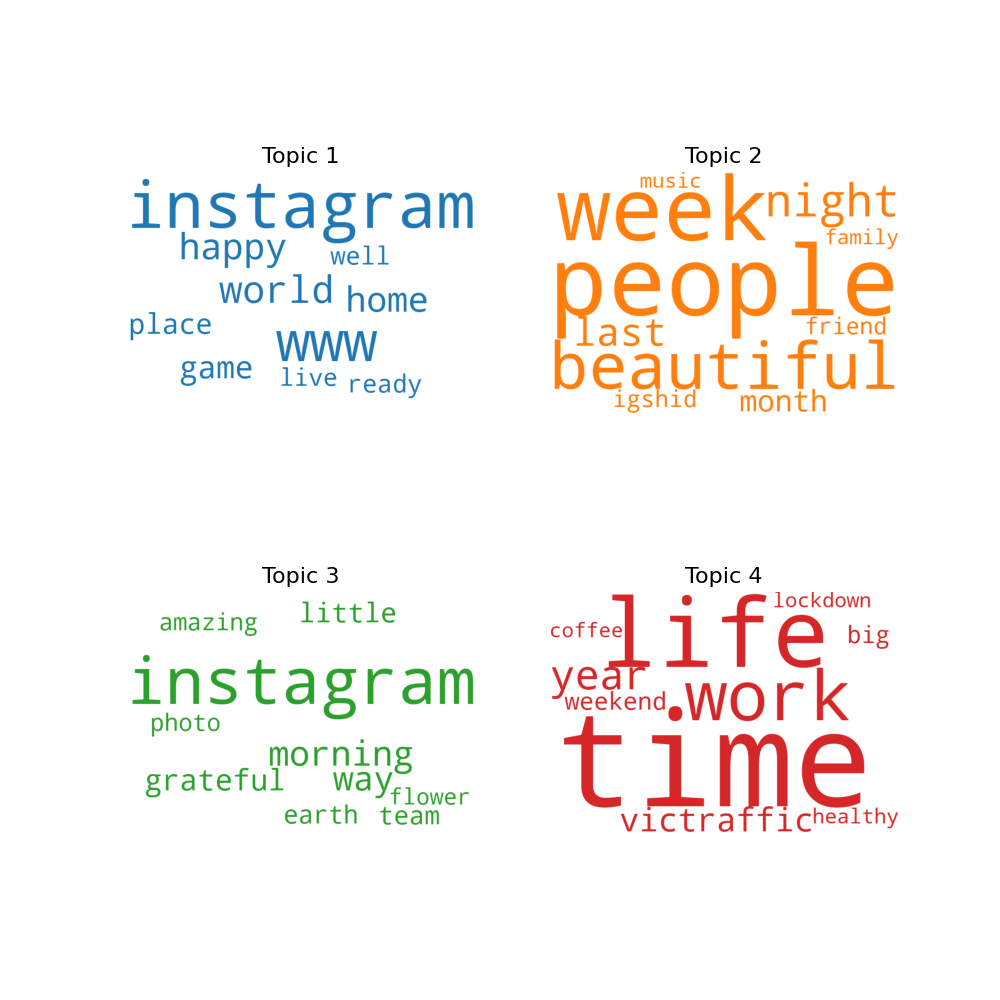 Topic 1
instagram
happy
well
world
home
place
www
game
live
ready
Topic 2
music
week
night
family
people
last
friend
beautiful
igshid
month
Topic 3
amazing
little
instagram
photo
morning
grateful
way
flower
earth
team
Topic 4
life
lockdown
coffee
big
year
weekend
work
time
victraffic
healthy